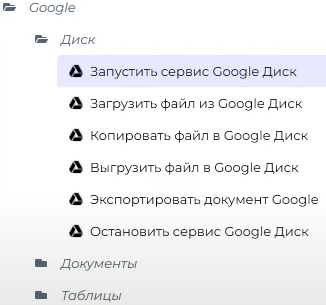 Google
Диск
Запустить сервис Google Диск
Загрузить файл из Google Диск
Копировать файл в Google Диск
Выгрузить файл в Google Диск
Экспортировать документ Google
Остановить сервис Google Диск
Документы
Таблицы